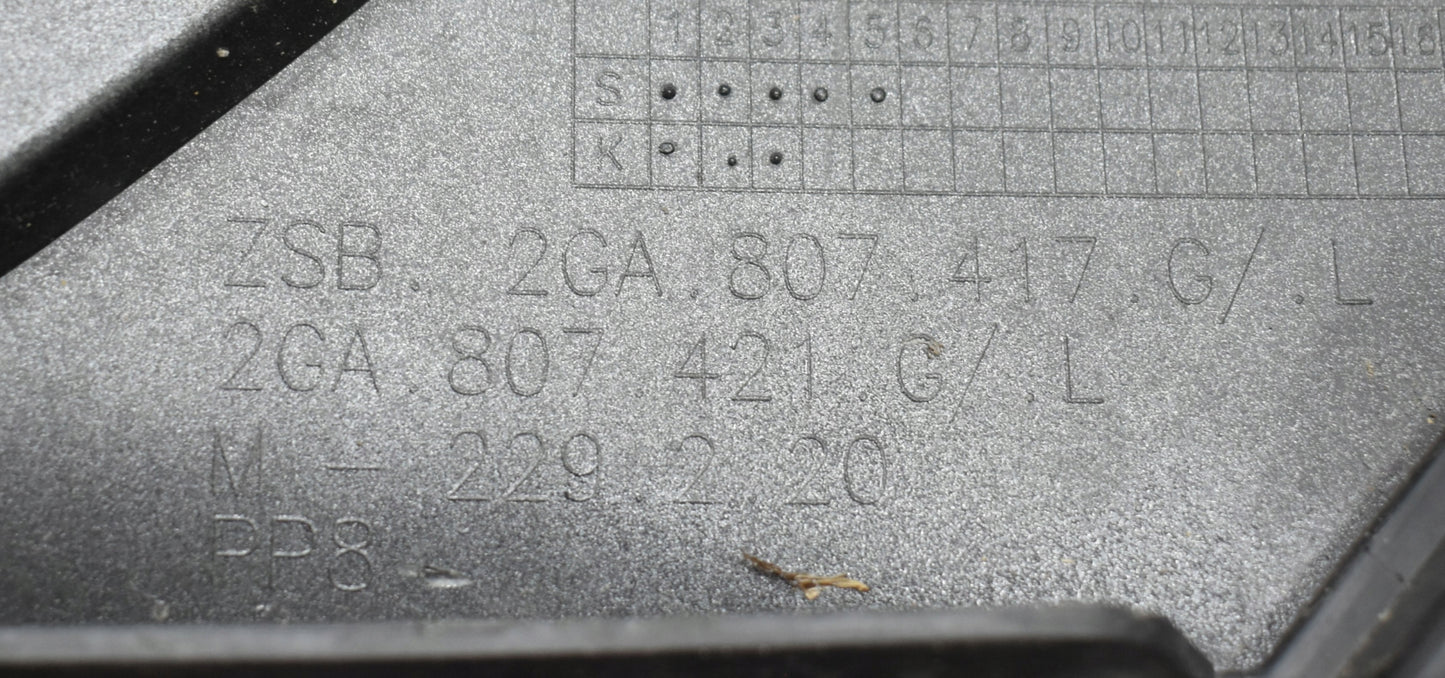 1 2 3 4 5 6 7 8 9 10 11 12 13 14 15 16
S
K
ZSB. 2GA.807.417.G/.L
2GA.807.421.G/.L
M - 229 2 20
PP8